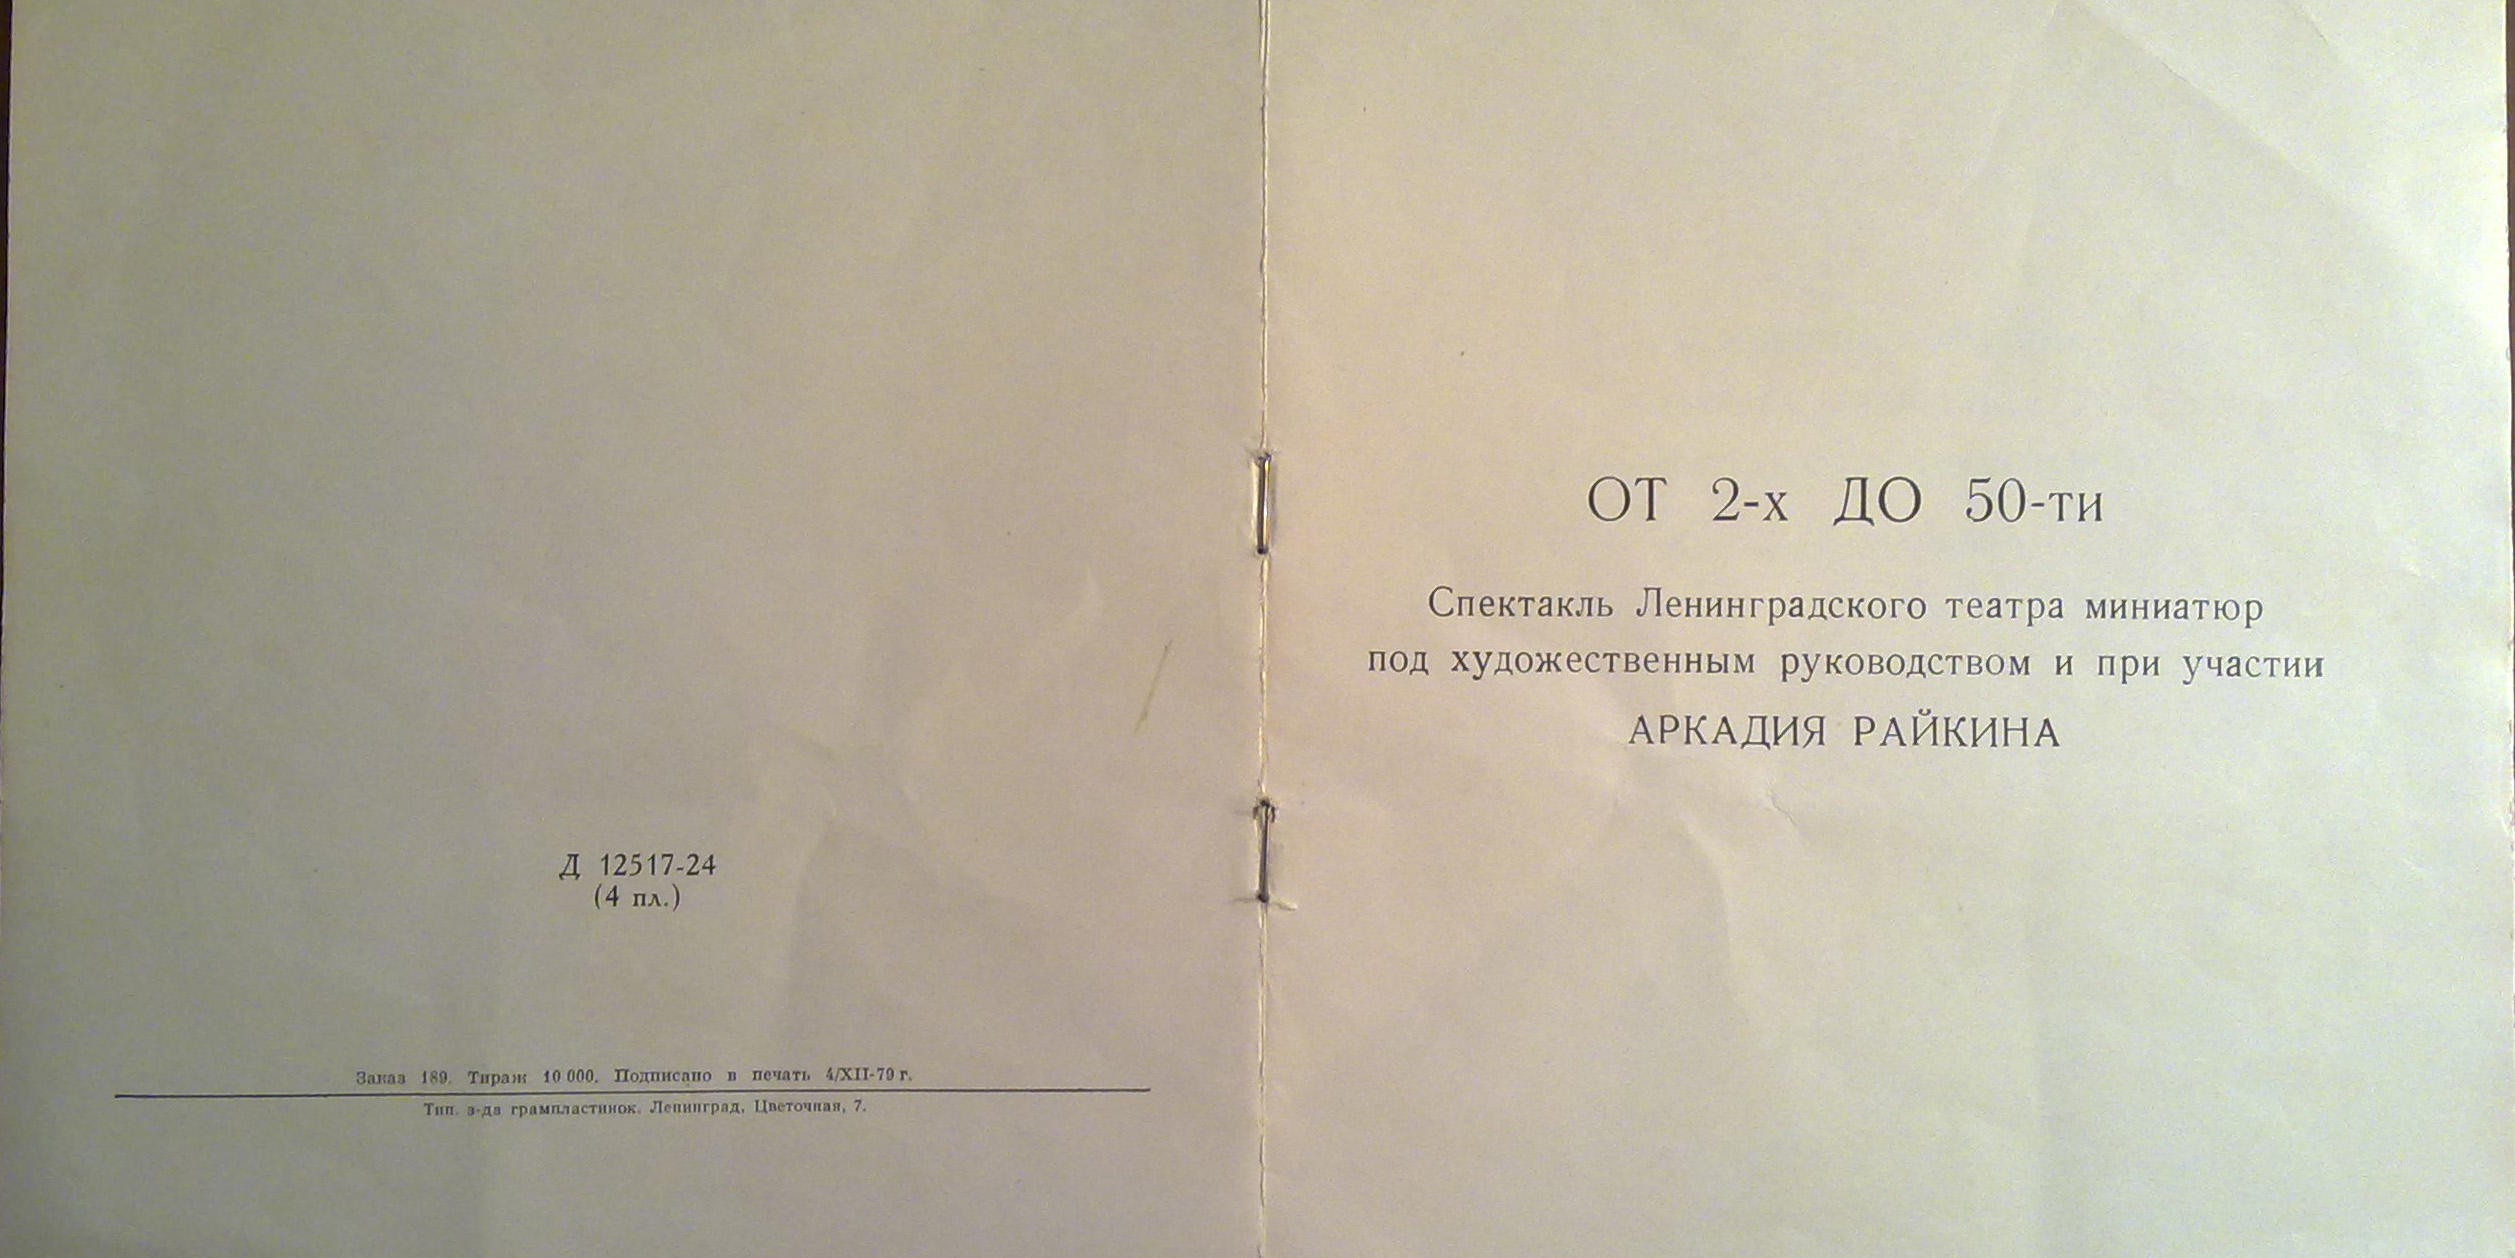 Д 12517-24
(4 пл.)
Заказ 189. Тираж 10 000. Подписано в печать 4/XII-79 г.
Тип. з-да грампластинок. Ленинград, Цветочная, 7.
ОТ 2-х ДО 50-ти
Спектакль Ленинградского театра миниатюр
под художественным руководством и при участии
АРКАДИЯ РАЙКИНА